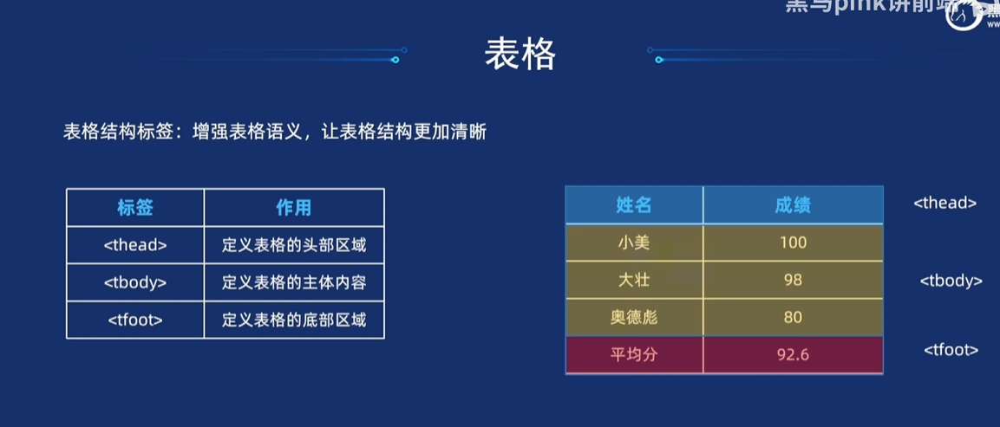 黑马pink讲前端
表格
表格结构标签：增强表格语义，让表格结构更加清晰
标签 作用
<thead> 定义表格的头部区域
<tbody> 定义表格的主体内容
<tfoot> 定义表格的底部区域
姓名 成绩 <thead>
小美 100
大壮 98 <tbody>
奥德彪 80
平均分 92.6 <tfoot>